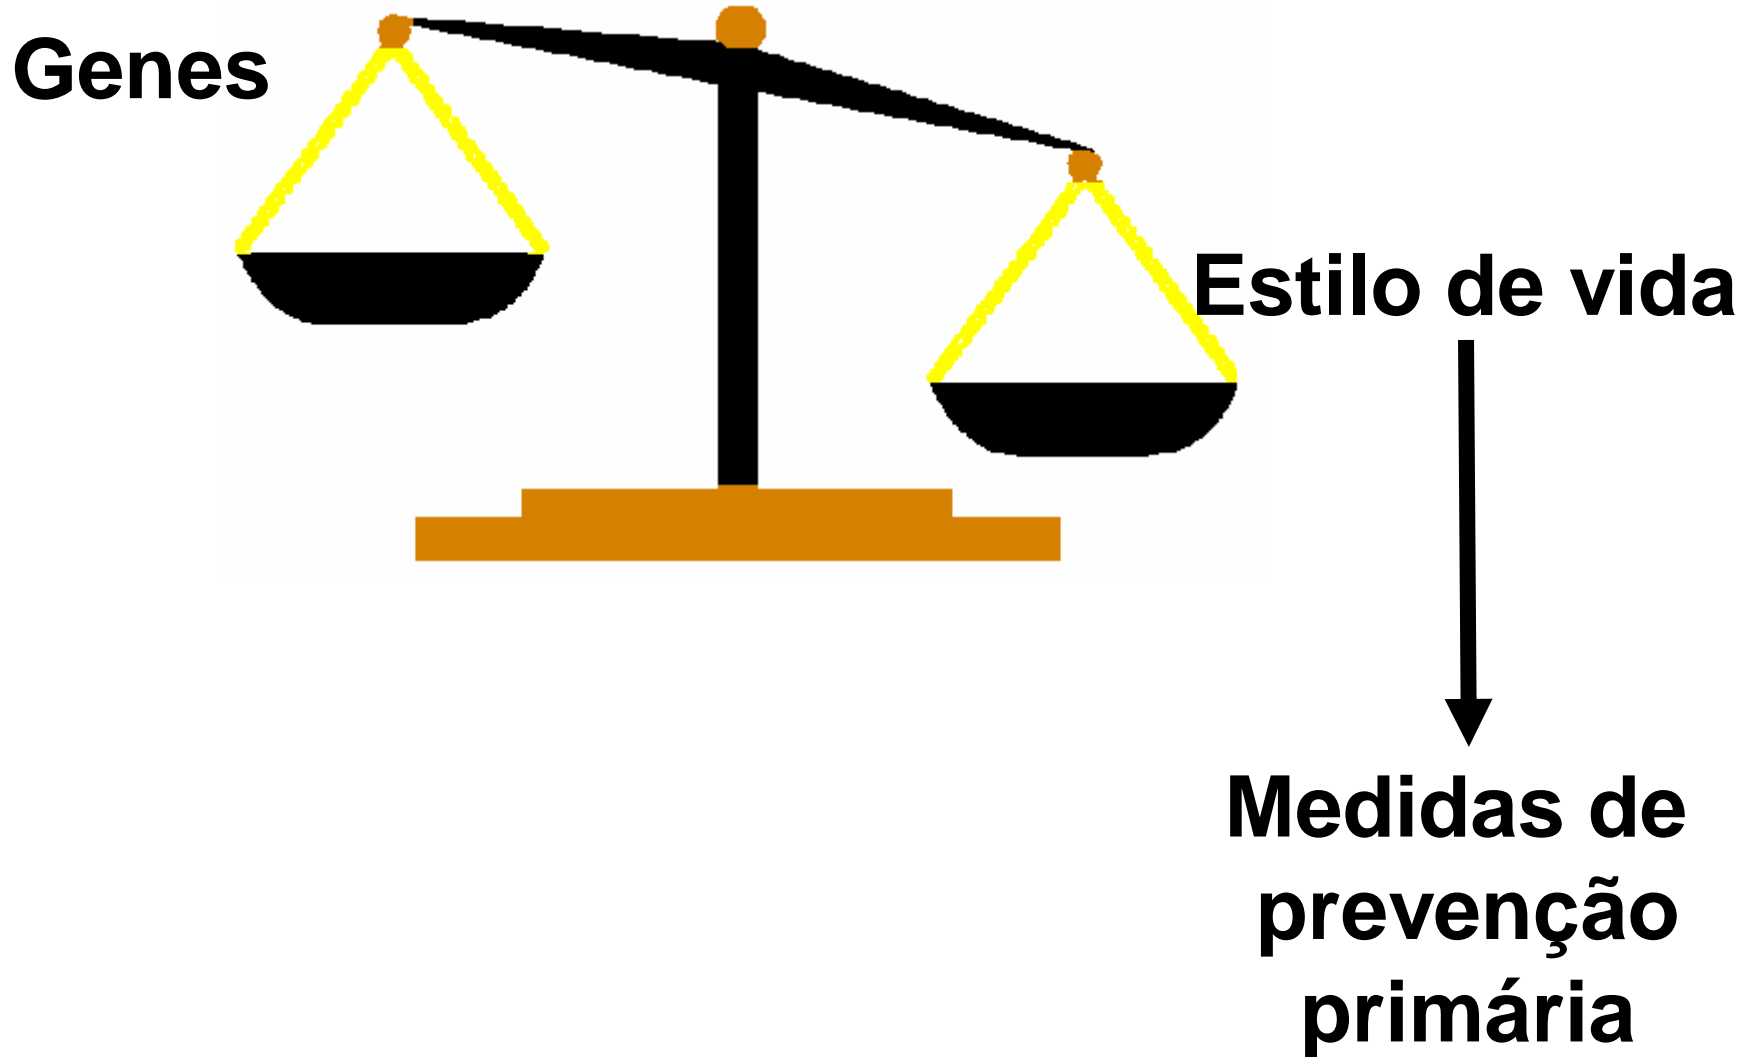 Genes
Estilo de vida
Medidas de
prevenção
primária